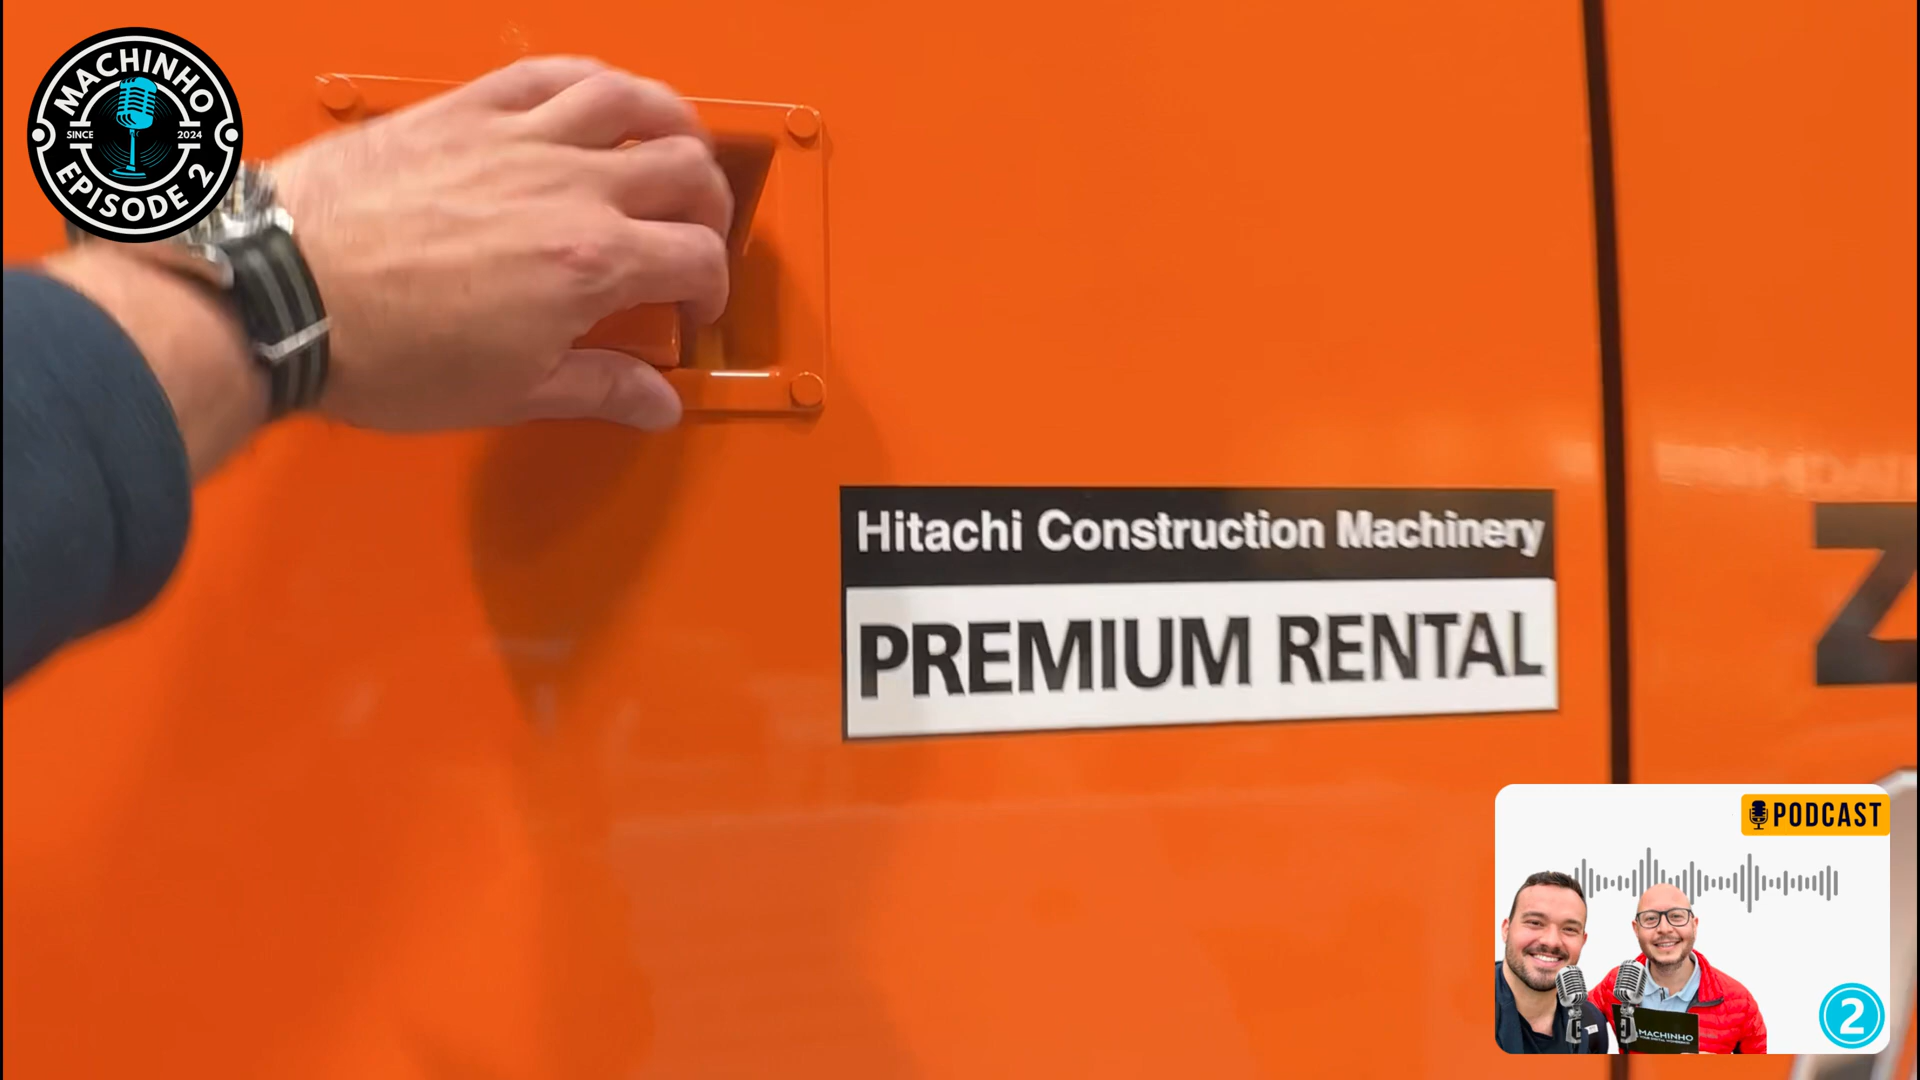 MACHINHO
SINCE 2024
EPISODE 2
Hitachi Construction Machinery
PREMIUM RENTAL
Z
PODCAST
MACHINHO
2